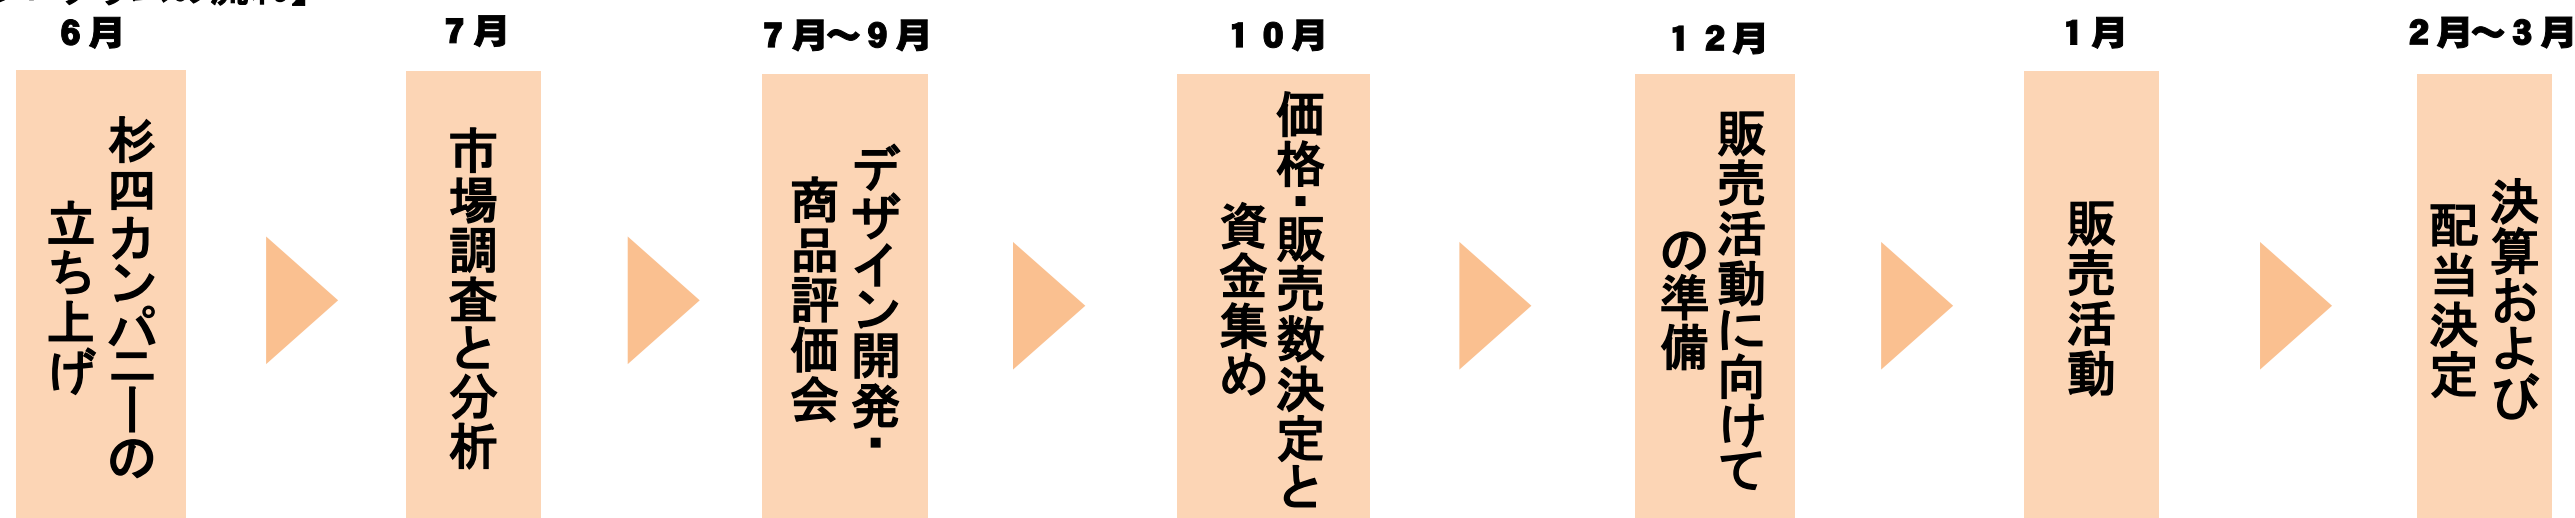 6月
杉四カンパニーの
立ち上げ
7月
市場調査と分析
7月～9月
デザイン開発・
商品評価会
10月
価格・販売数決定と
資金集め
12月
販売活動に向けて
の準備
1月
販売活動
2月～3月
決算および
配当決定